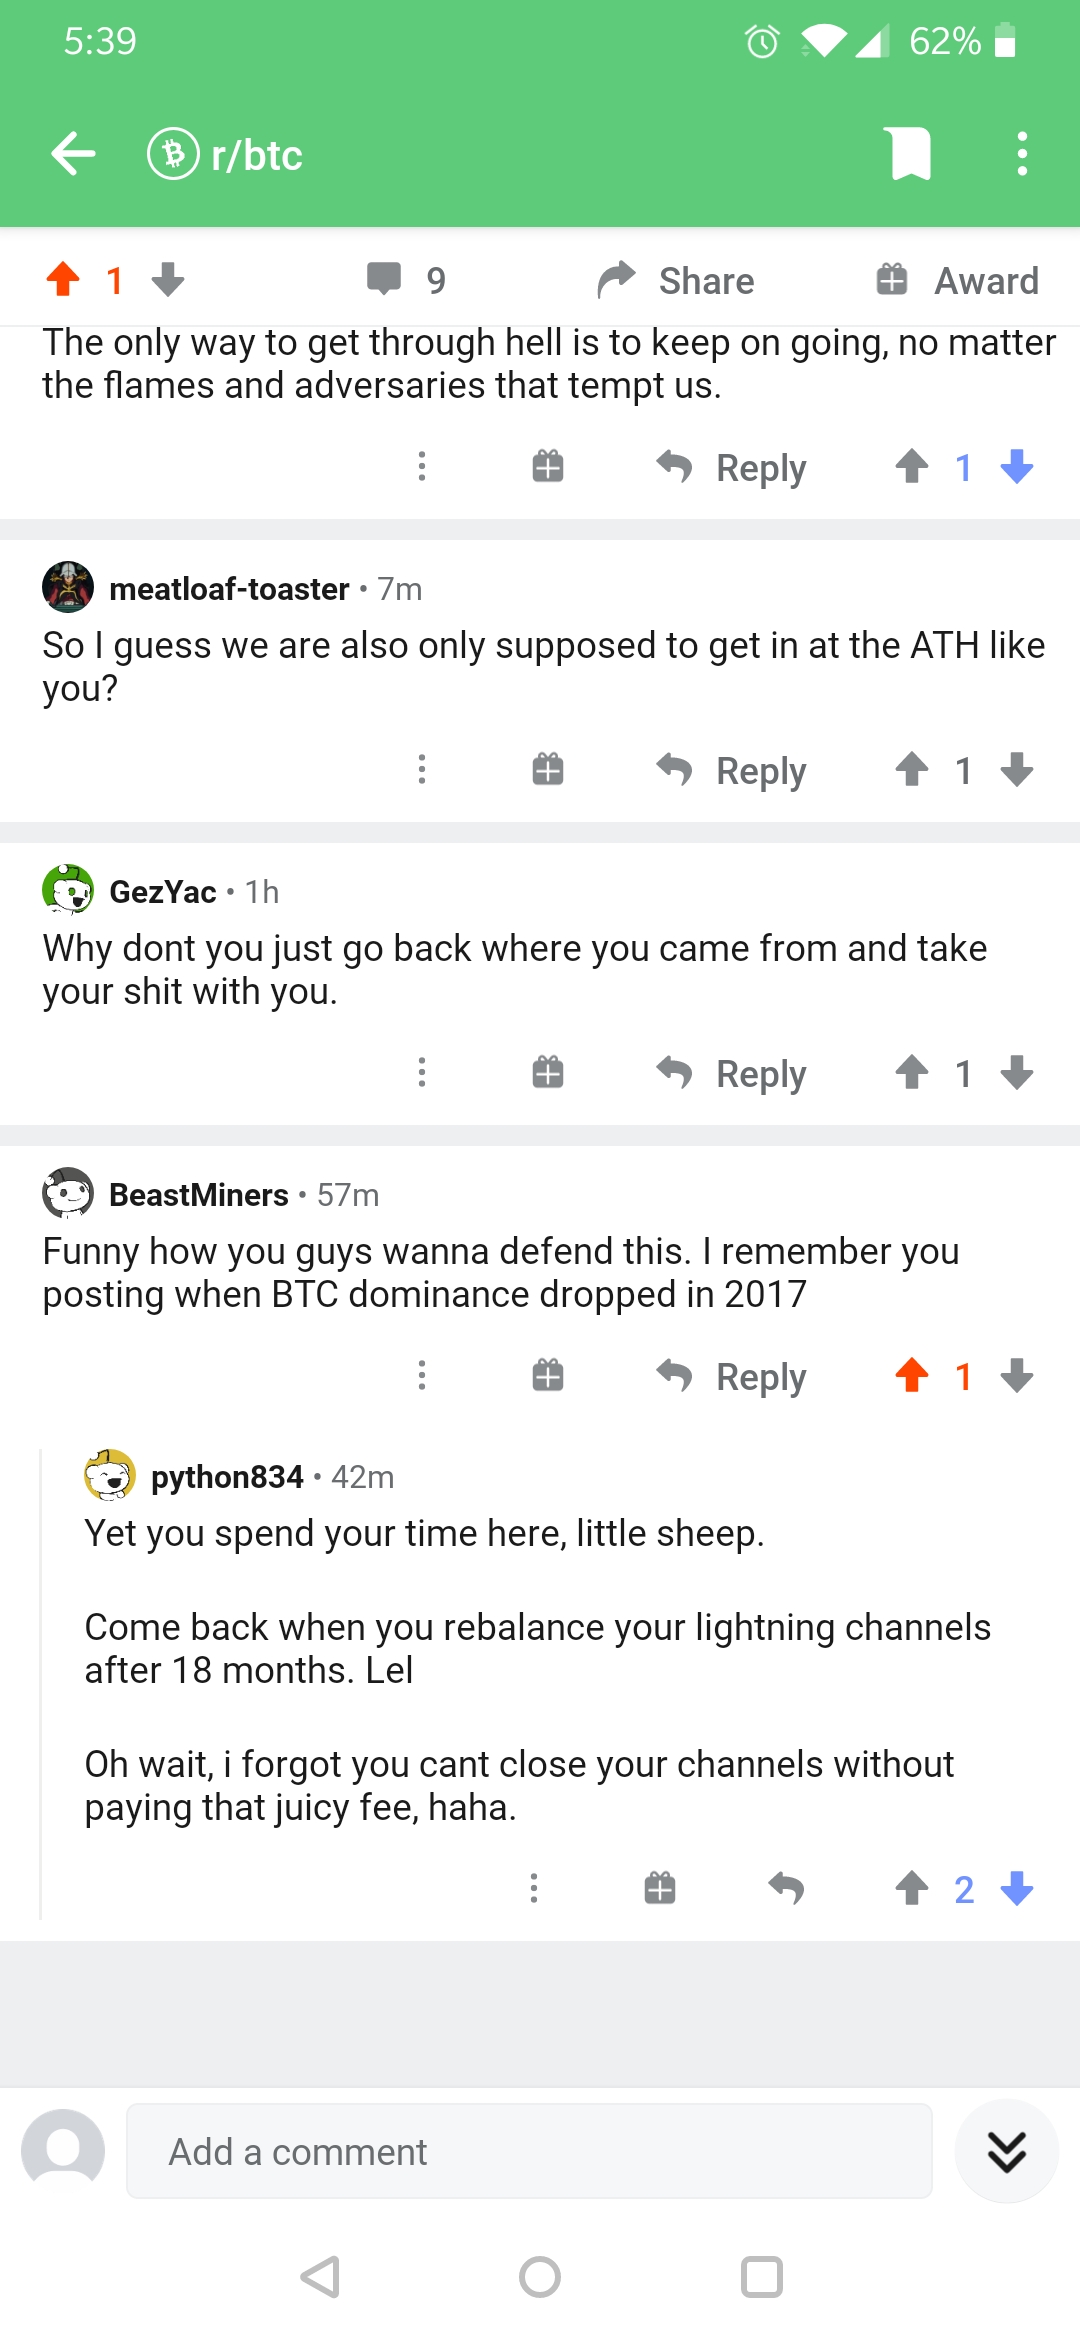 5:39
62%
r/btc
1
9
Share
Award
The only way to get through hell is to keep on going, no matter
the flames and adversaries that tempt us.
Reply
1
meatloaf-toaster • 7m
So I guess we are also only supposed to get in at the ATH like
you?
Reply
1
GezYac • 1h
Why dont you just go back where you came from and take
your shit with you.
Reply
1
BeastMiners • 57m
Funny how you guys wanna defend this. I remember you
posting when BTC dominance dropped in 2017
Reply
1
python834 • 42m
Yet you spend your time here, little sheep.
Come back when you rebalance your lightning channels
after 18 months. Lel
Oh wait, i forgot you cant close your channels without
paying that juicy fee, haha.
2
Add a comment